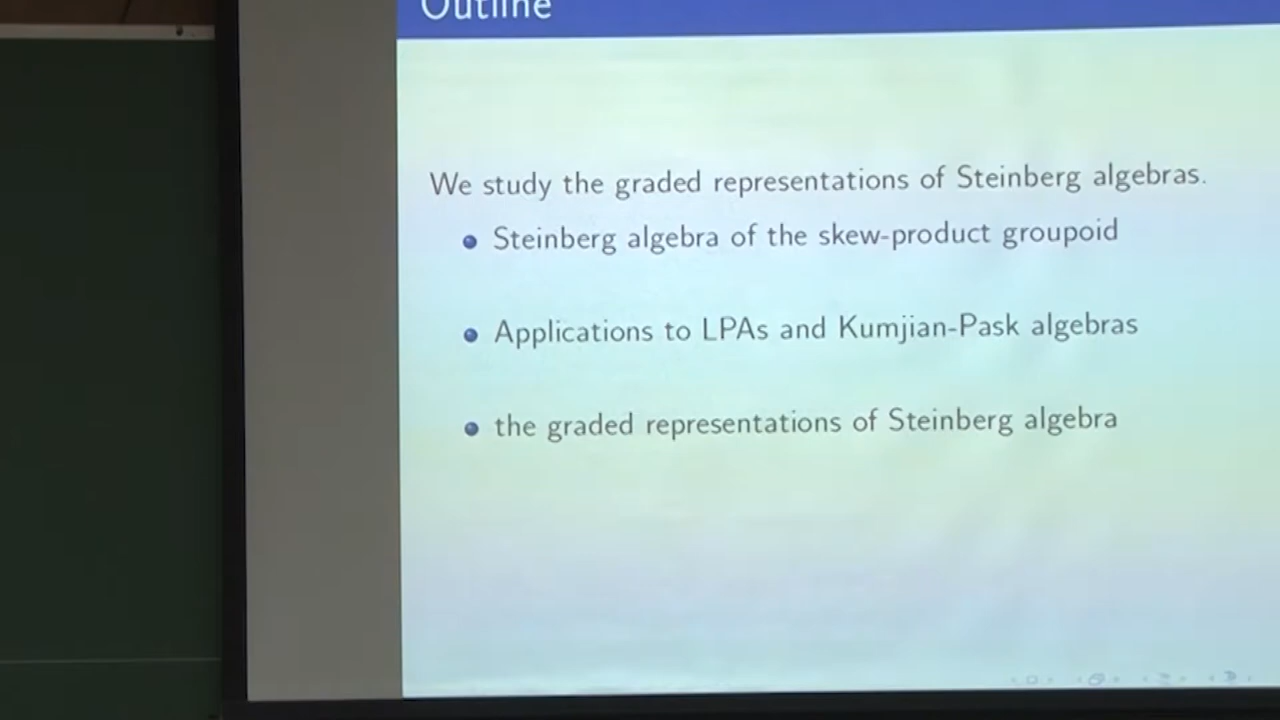 Outline
We study the graded representations of Steinberg algebras.
Steinberg algebra of the skew-product groupoid
Applications to LPAs and Kumjian-Pask algebras
the graded representations of Steinberg algebra